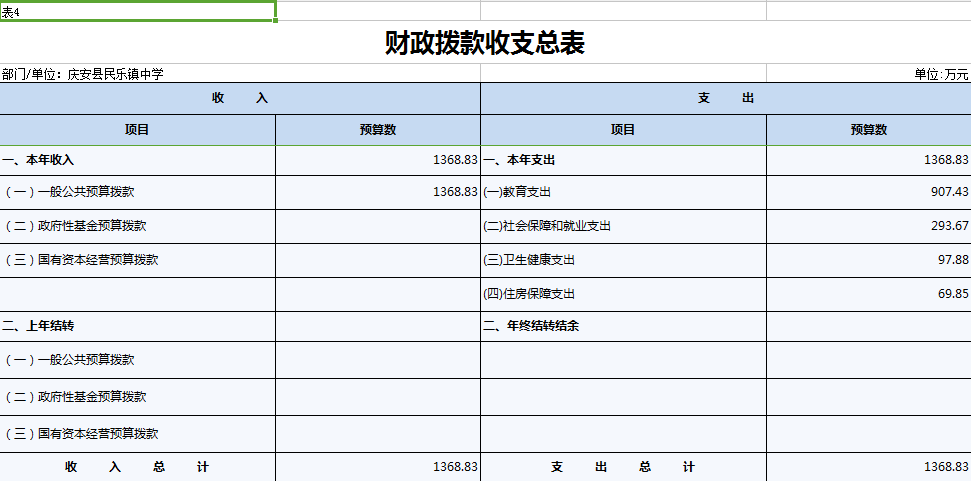 表4
财政拨款收支总表
部门/单位：庆安县民乐镇中学 单位:万元
收 入 支 出
项目 预算数 项目 预算数
一、本年收入 1368.83 一、本年支出 1368.83
（一）一般公共预算拨款 1368.83 (一)教育支出 907.43
（二）政府性基金预算拨款 (二)社会保障和就业支出 293.67
（三）国有资本经营预算拨款 (三)卫生健康支出 97.88
(四)住房保障支出 69.85
二、上年结转 二、年终结转结余
（一）一般公共预算拨款
（二）政府性基金预算拨款
（三）国有资本经营预算拨款
收 入 总 计 1368.83 支 出 总 计 1368.83